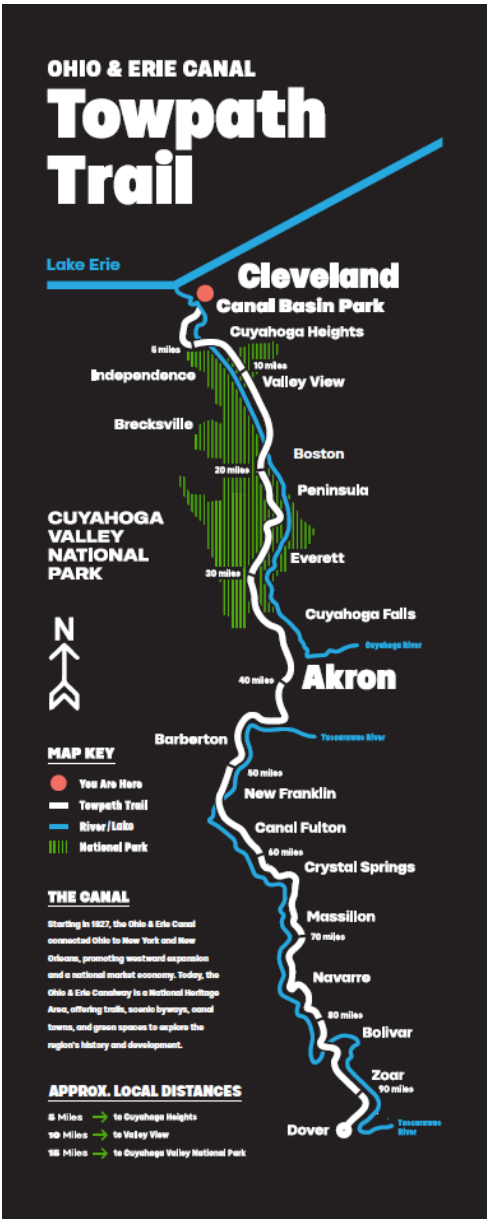 OHIO & ERIE CANAL
Towpath
Trail
Lake Erie
Cleveland
Canal Basin Park
Cuyahoga Heights
5 miles
10 miles
Independence
Valley View
Brecksville
Boston
20 miles
Peninsula
CUYAHOGA
VALLEY
NATIONAL
PARK
Everett
30 miles
Cuyahoga Falls
N
Cuyahoga River
Akron
40 miles
Barberton
Tuscarawas River
MAP KEY
50 miles
You Are Here
New Franklin
Towpath Trail
River/Lake
Canal Fulton
National Park
60 miles
Crystal Springs
THE CANAL
Starting in 1827, the Ohio & Erie Canal
connected Ohio to New York and New
Orleans, promoting westward expansion
and a national market economy. Today, the
Ohio & Erie Canalway is a National Heritage
Area, offering trails, scenic byways, canal
towns, and green spaces to explore the
region's history and development.
Massillon
70 miles
Navarre
80 miles
Bolivar
Zoar
90 miles
APPROX. LOCAL DISTANCES
5 Miles → to Cuyahoga Heights
10 Miles → to Valley View
15 Miles → to Cuyahoga Valley National Park
Dover
Tuscarawas
River